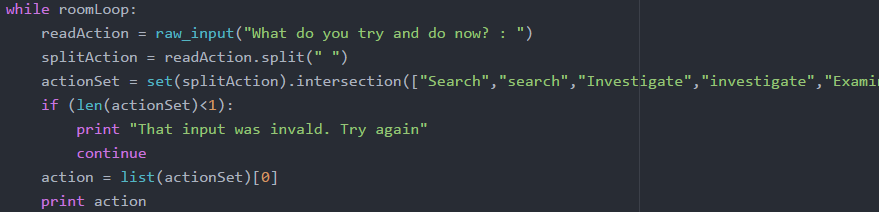 while roomLoop:
    readAction = raw_input("What do you try and do now? : ")
    splitAction = readAction.split(" ")
    actionSet = set(splitAction).intersection(["Search","search","Investigate","investigate","Exami
    if (len(actionSet)<1):
        print "That input was invald. Try again"
        continue
    action = list(actionSet)[0]
    print action